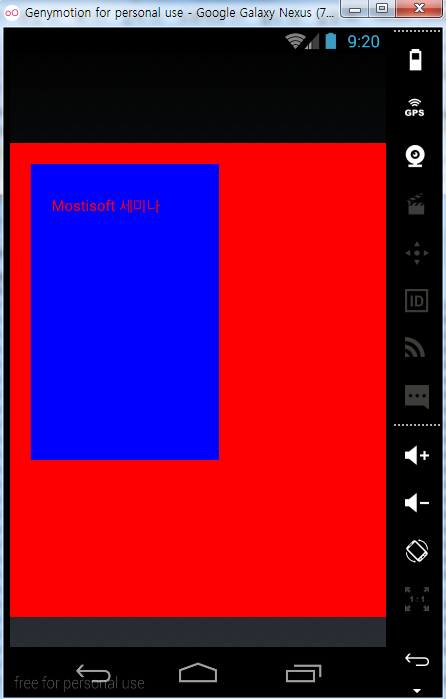 Genymotion for personal use - Google Galaxy Nexus (7...
9:20
GPS
Mostisoft 세미나
ID
1:1
free for personal use